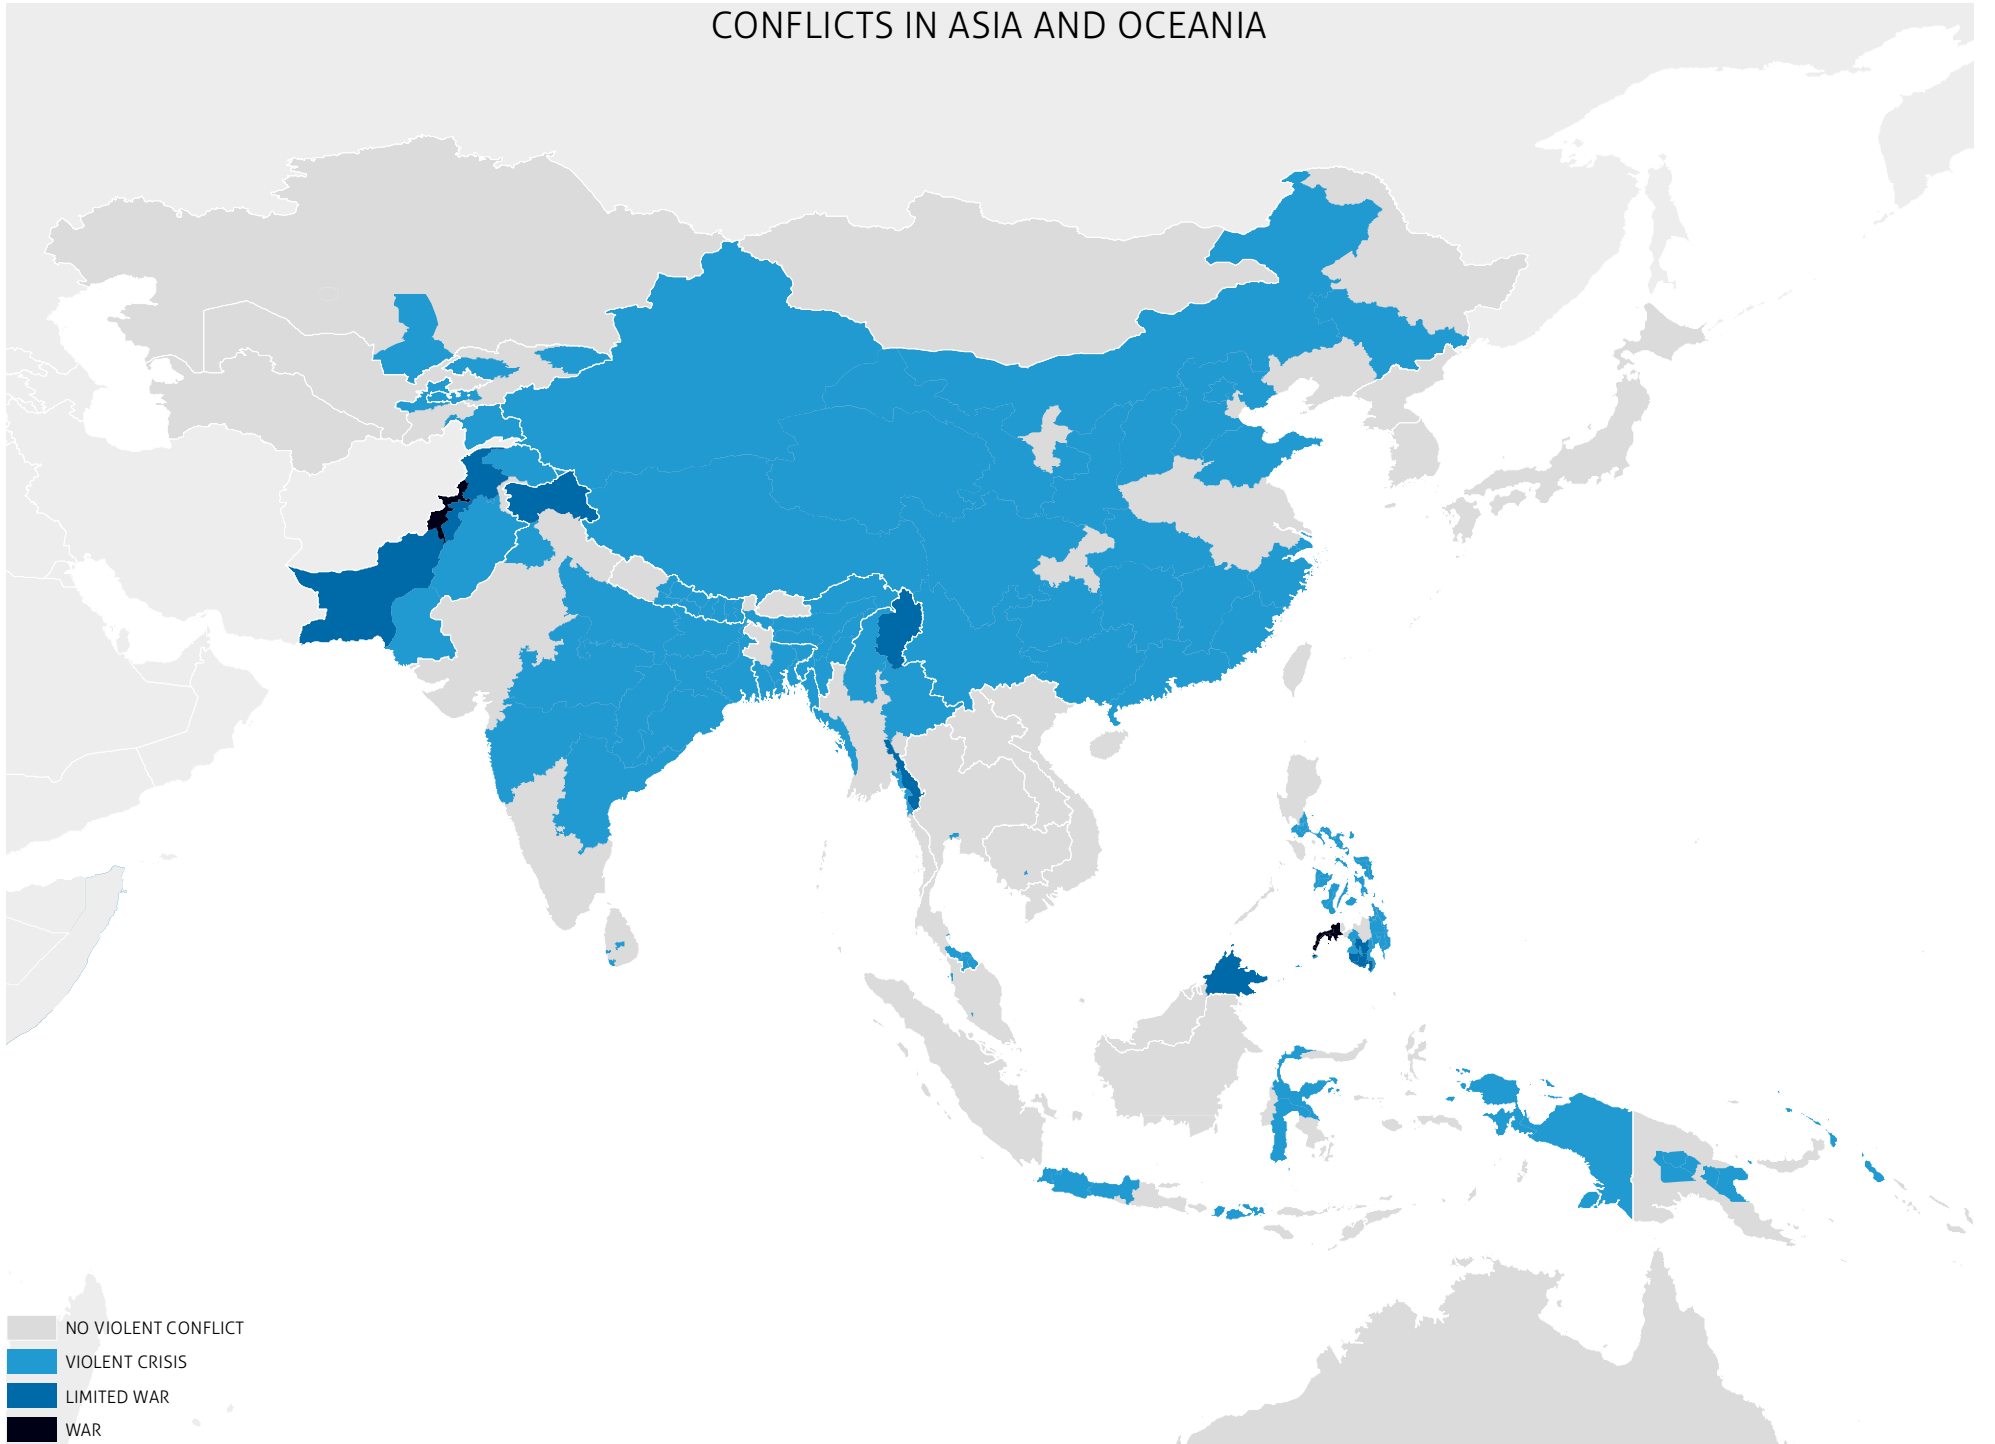 CONFLICTS IN ASIA AND OCEANIA
NO VIOLENT CONFLICT
VIOLENT CRISIS
LIMITED WAR
WAR